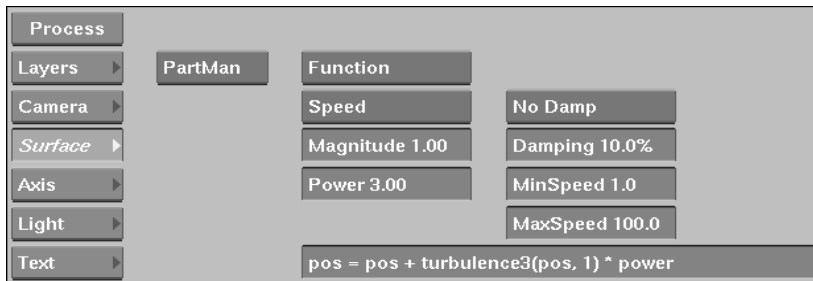 Process
Layers PartMan Function
Camera Speed No Damp
Surface Magnitude 1.00 Damping 10.0%
Axis Power 3.00 MinSpeed 1.0
Light MaxSpeed 100.0
Text pos = pos + turbulence3(pos, 1) * power